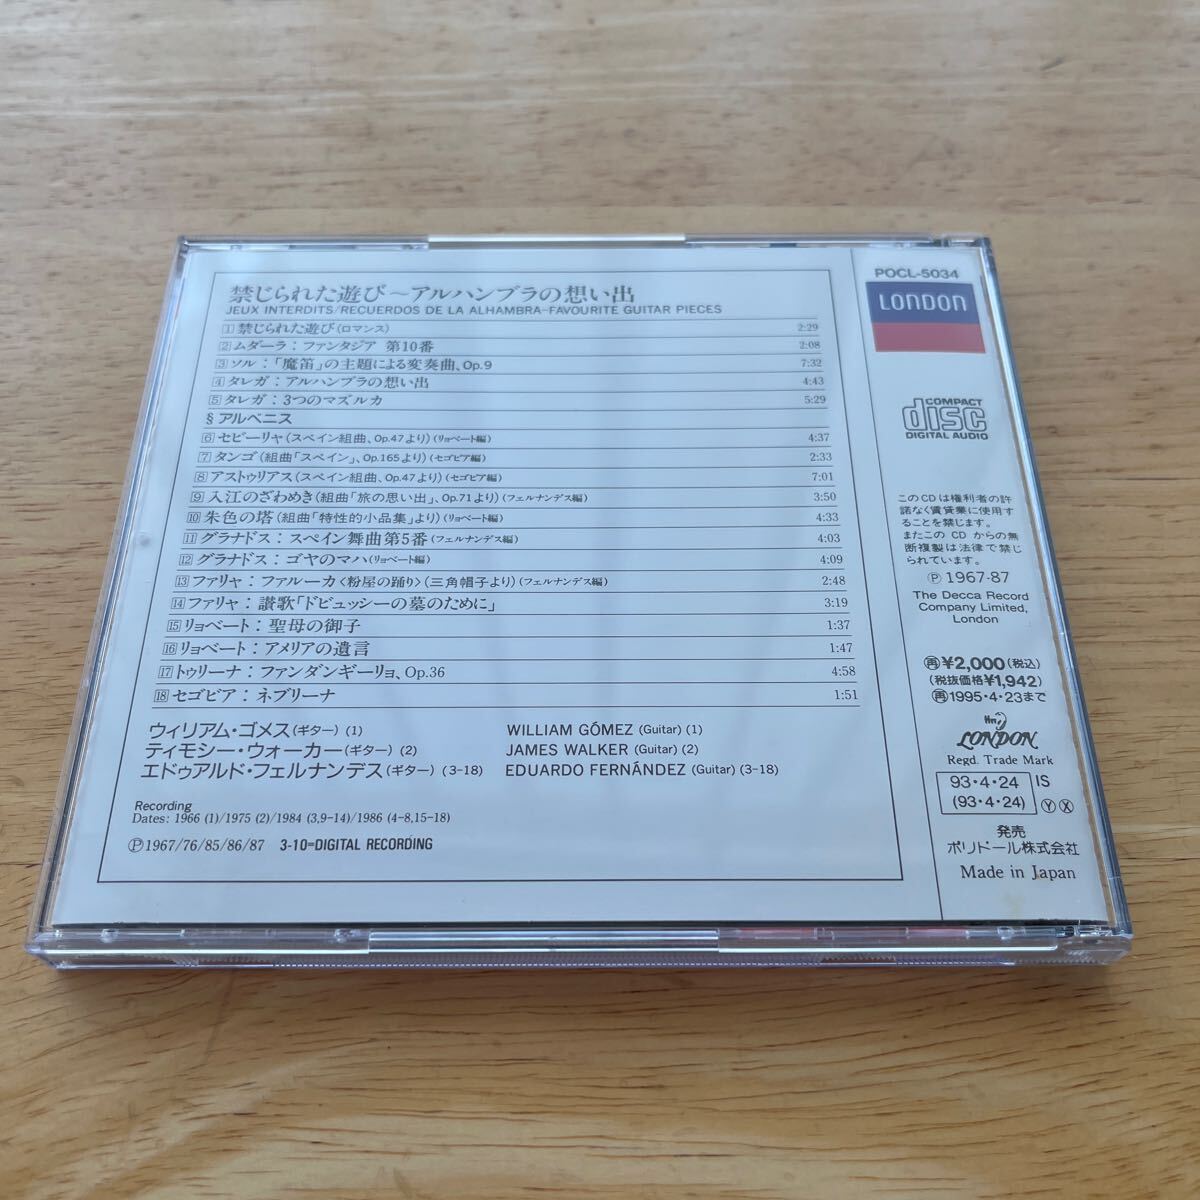 禁じられた遊び〜アルハンブラの想い出
JEUX INTERDITS/RECUERDOS DE LA ALHAMBRA–FAVOURITE GUITAR PIECES
1 禁じられた遊び(ロマンス) 2:29
2 ムダーラ：ファンタジア 第10番 2:08
3 ソル：「魔笛」の主題による変奏曲、Op.9 7:32
4 タレガ：アルハンブラの想い出 4:43
5 タレガ：3つのマズルカ 5:29
§ アルベニス
6 セビーリャ(スペイン組曲、Op.47より)(リョベート編) 4:37
7 タンゴ(組曲「スペイン」、Op.165より)(セゴビア編) 2:33
8 アストゥリアス(スペイン組曲、Op.47より)(セゴビア編) 7:01
9 入江のざわめき(組曲「旅の思い出」、Op.71より)(フェルナンデス編) 3:50
10 朱色の塔(組曲「特性的小品集」より)(リョベート編) 4:33
11 グラナドス：スペイン舞曲第5番(フェルナンデス編) 4:03
12 グラナドス：ゴヤのマハ(リョベート編) 4:09
13 ファリャ：ファルーカ〈粉屋の踊り〉(三角帽子より)(フェルナンデス編) 2:48
14 ファリャ：讃歌「ドビュッシーの墓のために」 3:19
15 リョベート：聖母の御子 1:37
16 リョベート：アメリアの遺言 1:47
17 トゥリーナ：ファンダンギーリョ、Op.36 4:58
18 セゴビア：ネブリーナ 1:51
ウィリアム・ゴメス(ギター) (1) WILLIAM GÓMEZ (Guitar) (1)
ティモシー・ウォーカー(ギター) (2) JAMES WALKER (Guitar) (2)
エドゥアルド・フェルナンデス(ギター) (3-18) EDUARDO FERNÁNDEZ (Guitar) (3-18)
Recording
Dates: 1966 (1)/1975 (2)/1984 (3,9-14)/1986 (4-8,15-18)
Ⓟ1967/76/85/86/87 3-10=DIGITAL RECORDING
POCL-5034
LONDON
COMPACT
disc
DIGITAL AUDIO
このCDは権利者の許
諾なく賃貸業に使用す
ることを禁じます。
またこの CD からの無
断複製は法律で禁じ
られています。
Ⓟ 1967-87
The Decca Record
Company Limited,
London
再¥2,000(税込)
(税抜価格¥1,942)
再1995・4・23まで
LONDON
Regd. Trade Mark
93・4・24 IS
(93・4・24) Ⓨ Ⓧ
発売
ポリドール株式会社
Made in Japan